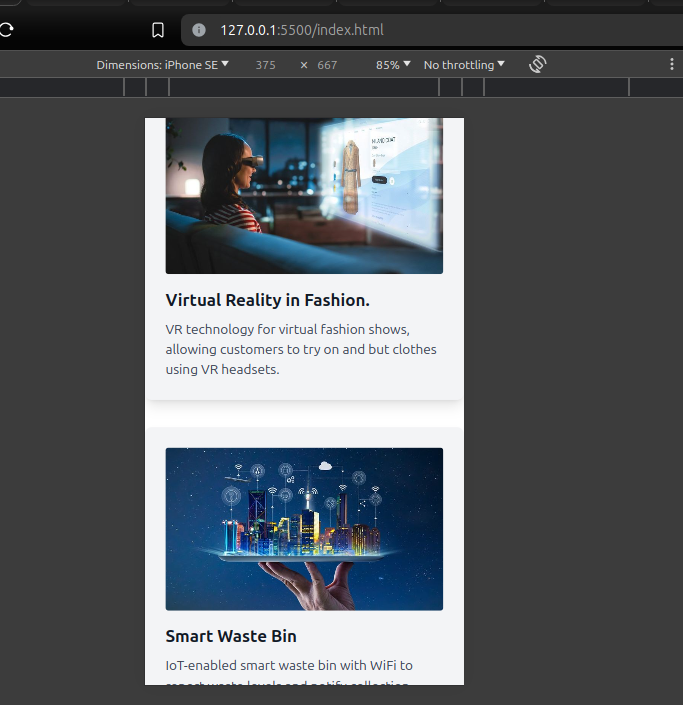 127.0.0.1:5500/index.html
Dimensions: iPhone SE 375 × 667 85% No throttling
Virtual Reality in Fashion.
VR technology for virtual fashion shows,
allowing customers to try on and but clothes
using VR headsets.
Smart Waste Bin
IoT-enabled smart waste bin with WiFi to